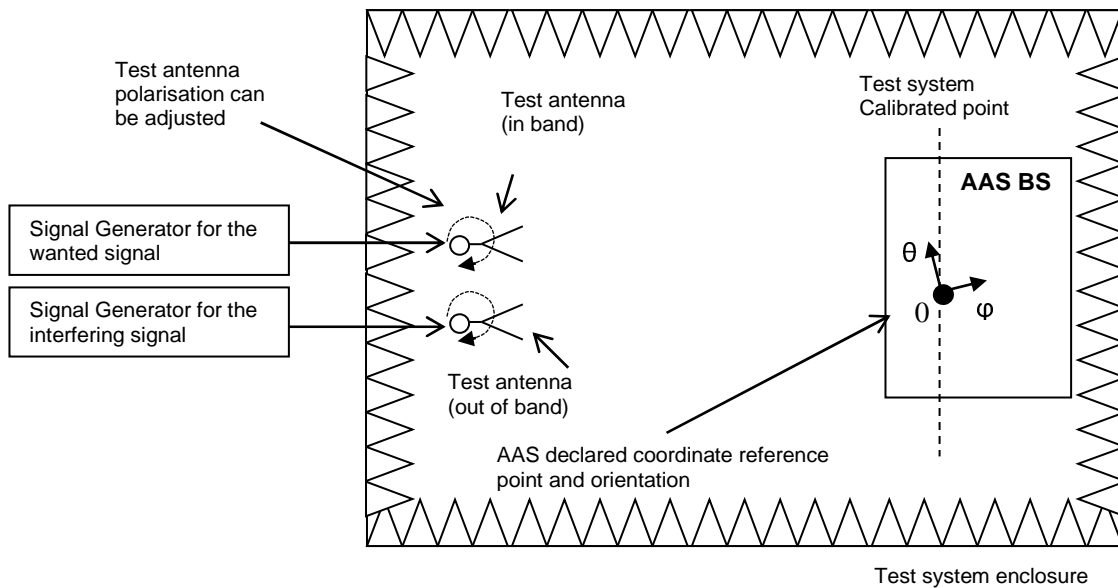 Test antenna
polarisation can
be adjusted
Test antenna
(in band)
Test system
Calibrated point
AAS BS
Signal Generator for the
wanted signal
θ
0
φ
Signal Generator for the
interfering signal
Test antenna
(out of band)
AAS declared coordinate reference
point and orientation
Test system enclosure